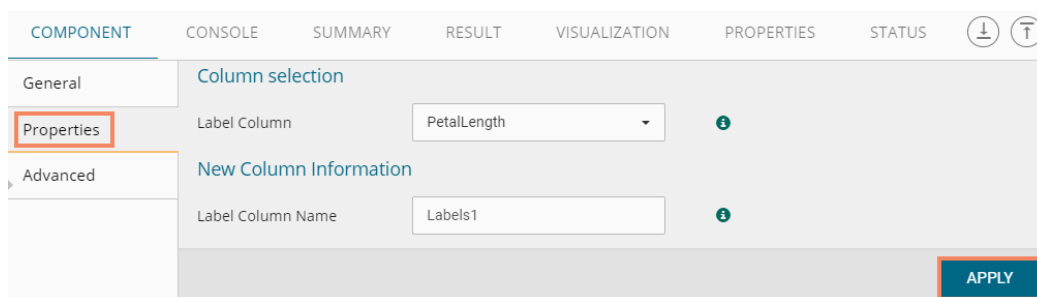 COMPONENT CONSOLE SUMMARY RESULT VISUALIZATION PROPERTIES STATUS
General
Properties
Advanced
Column selection
Label Column PetalLength
New Column Information
Label Column Name Labels1
APPLY